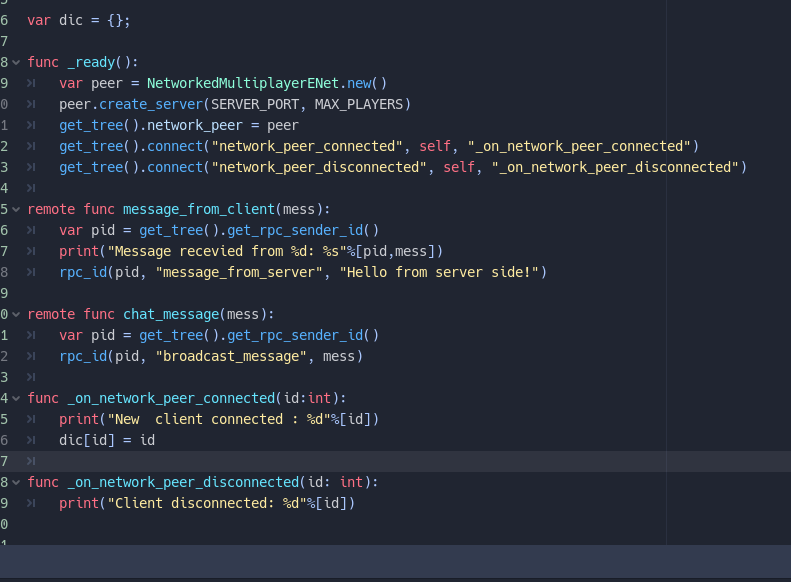 6 var dic = {};
7
8 func _ready():
9 var peer = NetworkedMultiplayerENet.new()
0 peer.create_server(SERVER_PORT, MAX_PLAYERS)
1 get_tree().network_peer = peer
2 get_tree().connect("network_peer_connected", self, "_on_network_peer_connected")
3 get_tree().connect("network_peer_disconnected", self, "_on_network_peer_disconnected")
4
5 remote func message_from_client(mess):
6 var pid = get_tree().get_rpc_sender_id()
7 print("Message recevied from %d: %s"%[pid,mess])
8 rpc_id(pid, "message_from_server", "Hello from server side!")
9
0 remote func chat_message(mess):
1 var pid = get_tree().get_rpc_sender_id()
2 rpc_id(pid, "broadcast_message", mess)
3
4 func _on_network_peer_connected(id:int):
5 print("New  client connected : %d"%[id])
6 dic[id] = id
7
8 func _on_network_peer_disconnected(id: int):
9 print("Client disconnected: %d"%[id])
0